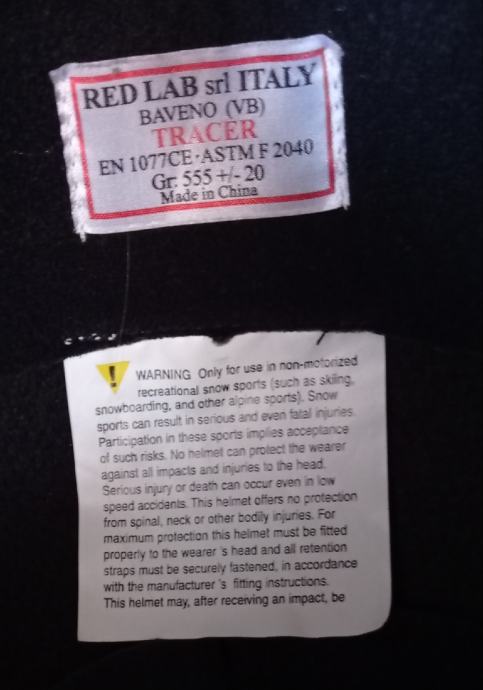 RED LAB srl ITALY
BAVENO (VB)
TRACER
EN 1077CE·ASTM F 2040
Gr: 555 +/- 20
Made in China
WARNING Only for use in non-motorized
recreational snow sports (such as skiing,
snowboarding, and other alpine sports). Snow
sports can result in serious and even fatal injuries.
Participation in these sports implies acceptance
of such risks. No helmet can protect the wearer
against all impacts and injuries to the head.
Serious injury or death can occur even in low
speed accidents. This helmet offers no protection
from spinal, neck or other bodily injuries. For
maximum protection this helmet must be fitted
properly to the wearer 's head and all retention
straps must be securely fastened, in accordance
with the manufacturer 's fitting instructions.
This helmet may, after receiving an impact, be